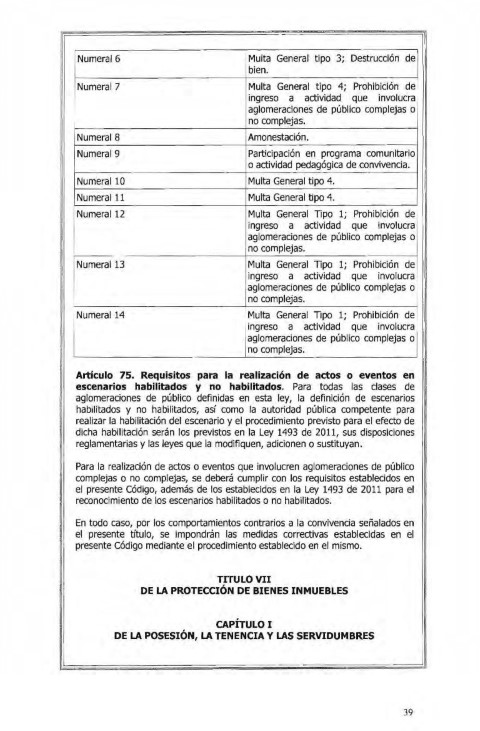 Numeral 6 Multa General tipo 3; Destrucción de
bien.
Numeral 7 Multa General tipo 4; Prohibición de
ingreso a actividad que involucra
aglomeraciones de público complejas o
no complejas.
Numeral 8 Amonestación.
Numeral 9 Participación en programa comunitario
o actividad pedagógica de convivencia.
Numeral 10 Multa General tipo 4.
Numeral 11 Multa General tipo 4.
Numeral 12 Multa General Tipo 1; Prohibición de
ingreso a actividad que involucra
aglomeraciones de público complejas o
no complejas.
Numeral 13 Multa General Tipo 1; Prohibición de
ingreso a actividad que involucra
aglomeraciones de público complejas o
no complejas.
Numeral 14 Multa General Tipo 1; Prohibición de
ingreso a actividad que involucra
aglomeraciones de público complejas o
no complejas.
Artículo 75. Requisitos para la realización de actos o eventos en
escenarios habilitados y no habilitados. Para todas las clases de
aglomeraciones de público definidas en esta ley, la definición de escenarios
habilitados y no habilitados, así como la autoridad pública competente para
realizar la habilitación del escenario y el procedimiento previsto para el efecto de
dicha habilitación serán los previstos en la Ley 1493 de 2011, sus disposiciones
reglamentarias y las leyes que la modifiquen, adicionen o sustituyan.
Para la realización de actos o eventos que involucren aglomeraciones de público
complejas o no complejas, se deberá cumplir con los requisitos establecidos en
el presente Código, además de los establecidos en la Ley 1493 de 2011 para el
reconocimiento de los escenarios habilitados o no habilitados.
En todo caso, por los comportamientos contrarios a la convivencia señalados en
el presente título, se impondrán las medidas correctivas establecidas en el
presente Código mediante el procedimiento establecido en el mismo.
TITULO VII
DE LA PROTECCIÓN DE BIENES INMUEBLES
CAPÍTULO I
DE LA POSESIÓN, LA TENENCIA Y LAS SERVIDUMBRES
39